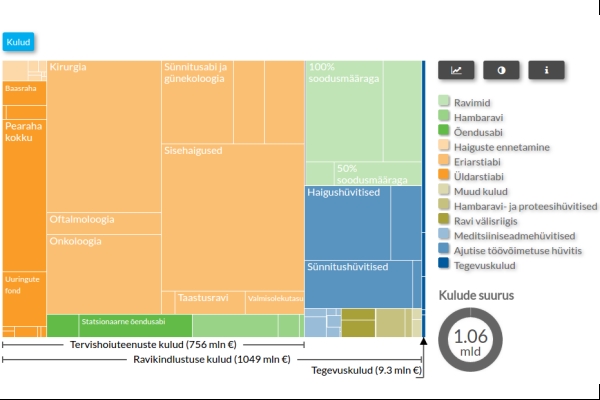 Kulud
Kirurgia
Sünnitusabi ja
günekoloogia
100%
soodusmääraga
Baasraha
Pearaha
kokku
Sisehaigused
50%
soodusmääraga
Haigushüvitised
Oftalmoloogia
Onkoloogia
Sünnitushüvitised
Uuringute
fond
Taastusravi
Valmisolekutasu
Statsionaarne õendusabi
Tervishoiuteenuste kulud (756 mln €)
Ravikindlustuse kulud (1049 mln €)
Tegevuskulud (9.3 mln €)
i
Ravimid
Hambaravi
Õendusabi
Haiguste ennetamine
Eriarstiabi
Üldarstiabi
Muud kulud
Hambaravi- ja proteesihüvitised
Ravi välisriigis
Meditsiiniseadmehüvitised
Ajutise töövõimetuse hüvitis
Tegevuskulud
Kulude suurus
1.06
mld